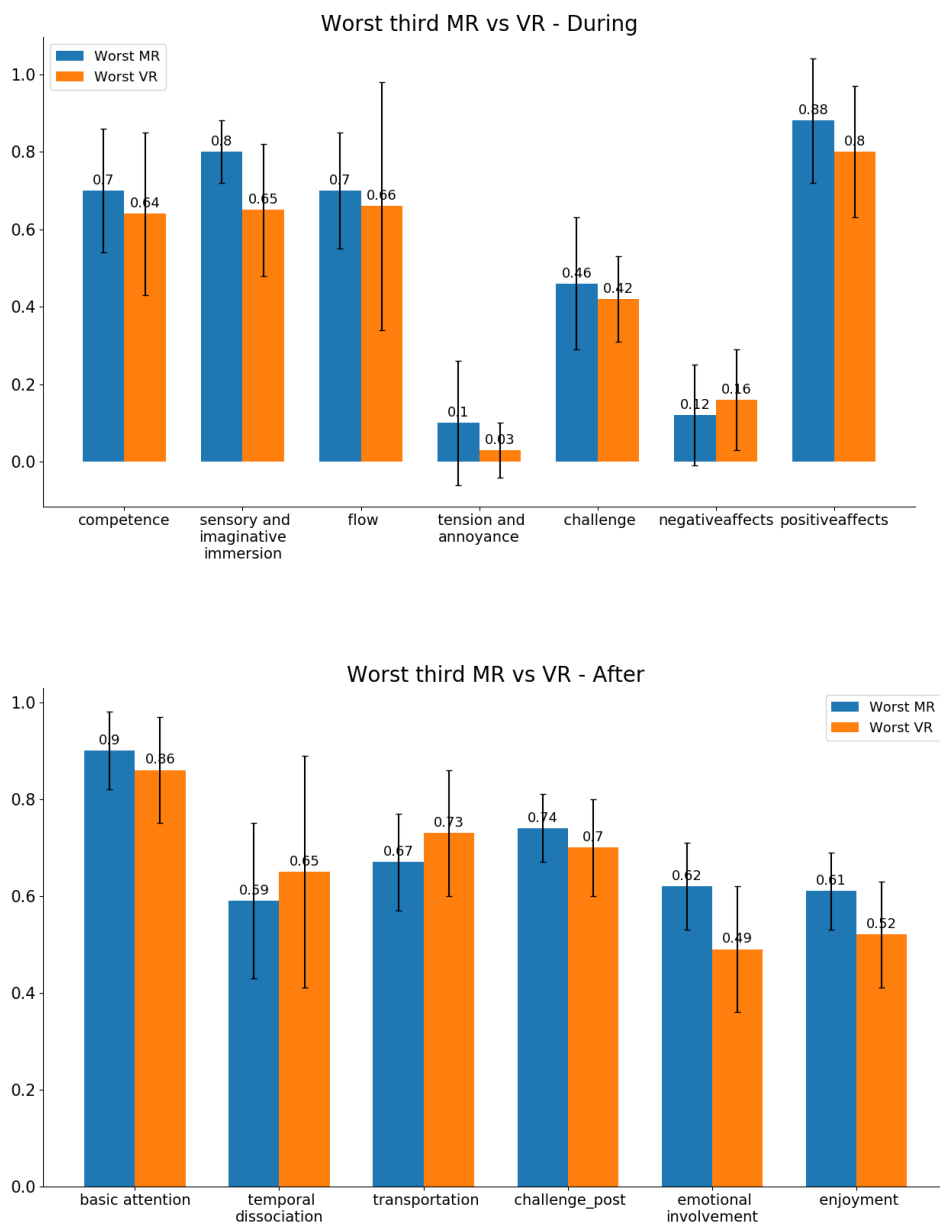 Worst third MR vs VR - During
Worst MR
Worst VR
1.0
0.8
0.6
0.4
0.2
0.0
0.7
0.64
0.8
0.65
0.7
0.66
0.1
0.03
0.46
0.42
0.12
0.16
0.88
0.8
competence
sensory and
imaginative
immersion
flow
tension and
annoyance
challenge
negativeaffects
positiveaffects
Worst third MR vs VR - After
Worst MR
Worst VR
1.0
0.8
0.6
0.4
0.2
0.0
0.9
0.86
0.59
0.65
0.67
0.73
0.74
0.7
0.62
0.49
0.61
0.52
basic attention
temporal
dissociation
transportation
challenge_post
emotional
involvement
enjoyment